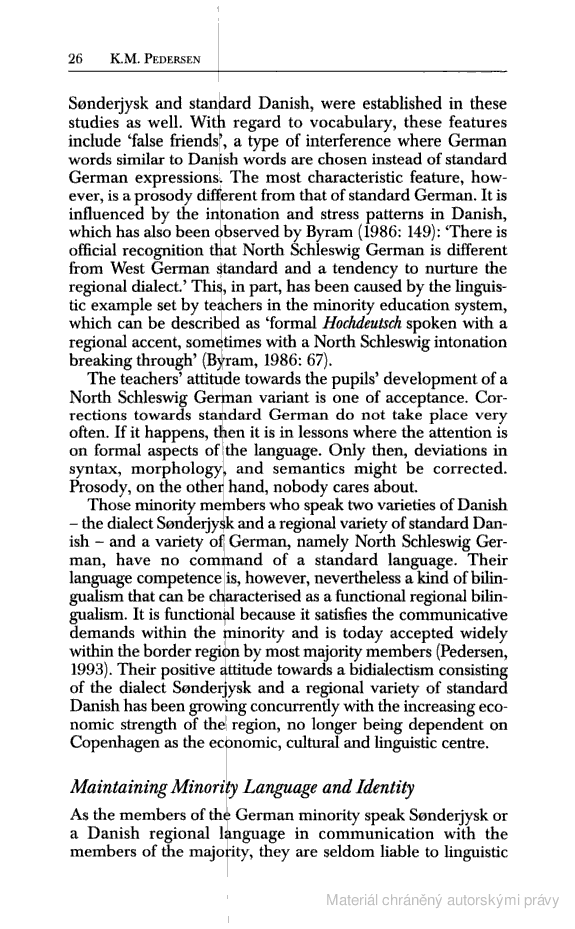 26 K.M. PEDERSEN
Sønderjysk and standard Danish, were established in these
studies as well. With regard to vocabulary, these features
include ‘false friends’, a type of interference where German
words similar to Danish words are chosen instead of standard
German expressions. The most characteristic feature, how-
ever, is a prosody different from that of standard German. It is
influenced by the intonation and stress patterns in Danish,
which has also been observed by Byram (1986: 149): ‘There is
official recognition that North Schleswig German is different
from West German standard and a tendency to nurture the
regional dialect.’ This, in part, has been caused by the linguis-
tic example set by teachers in the minority education system,
which can be described as ‘formal Hochdeutsch spoken with a
regional accent, sometimes with a North Schleswig intonation
breaking through’ (Byram, 1986: 67).
The teachers’ attitude towards the pupils’ development of a
North Schleswig German variant is one of acceptance. Cor-
rections towards standard German do not take place very
often. If it happens, then it is in lessons where the attention is
on formal aspects of the language. Only then, deviations in
syntax, morphology, and semantics might be corrected.
Prosody, on the other hand, nobody cares about.
Those minority members who speak two varieties of Danish
– the dialect Sønderjysk and a regional variety of standard Dan-
ish – and a variety of German, namely North Schleswig Ger-
man, have no command of a standard language. Their
language competence is, however, nevertheless a kind of bilin-
gualism that can be characterised as a functional regional bilin-
gualism. It is functional because it satisfies the communicative
demands within the minority and is today accepted widely
within the border region by most majority members (Pedersen,
1993). Their positive attitude towards a bidialectism consisting
of the dialect Sønderjysk and a regional variety of standard
Danish has been growing concurrently with the increasing eco-
nomic strength of the region, no longer being dependent on
Copenhagen as the economic, cultural and linguistic centre.
Maintaining Minority Language and Identity
As the members of the German minority speak Sønderjysk or
a Danish regional language in communication with the
members of the majority, they are seldom liable to linguistic
Materiál chráněný autorskými právy